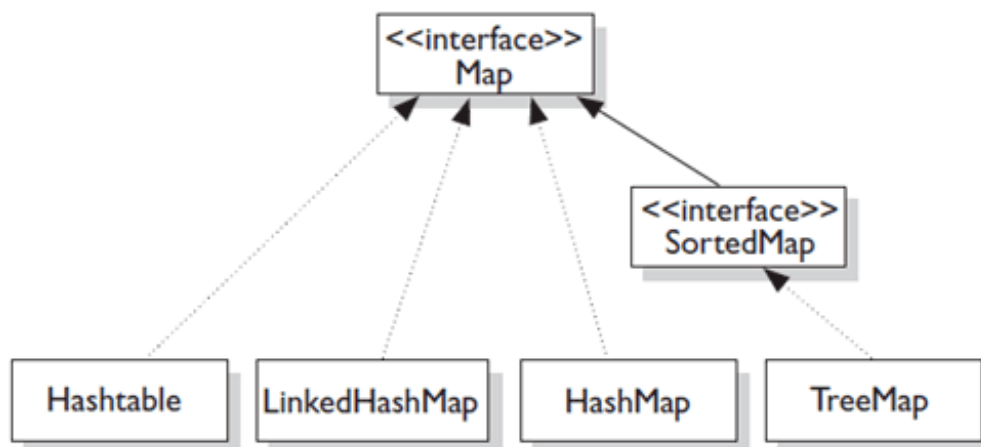 <<interface>>
Map
<<interface>>
SortedMap
Hashtable
LinkedHashMap
HashMap
TreeMap